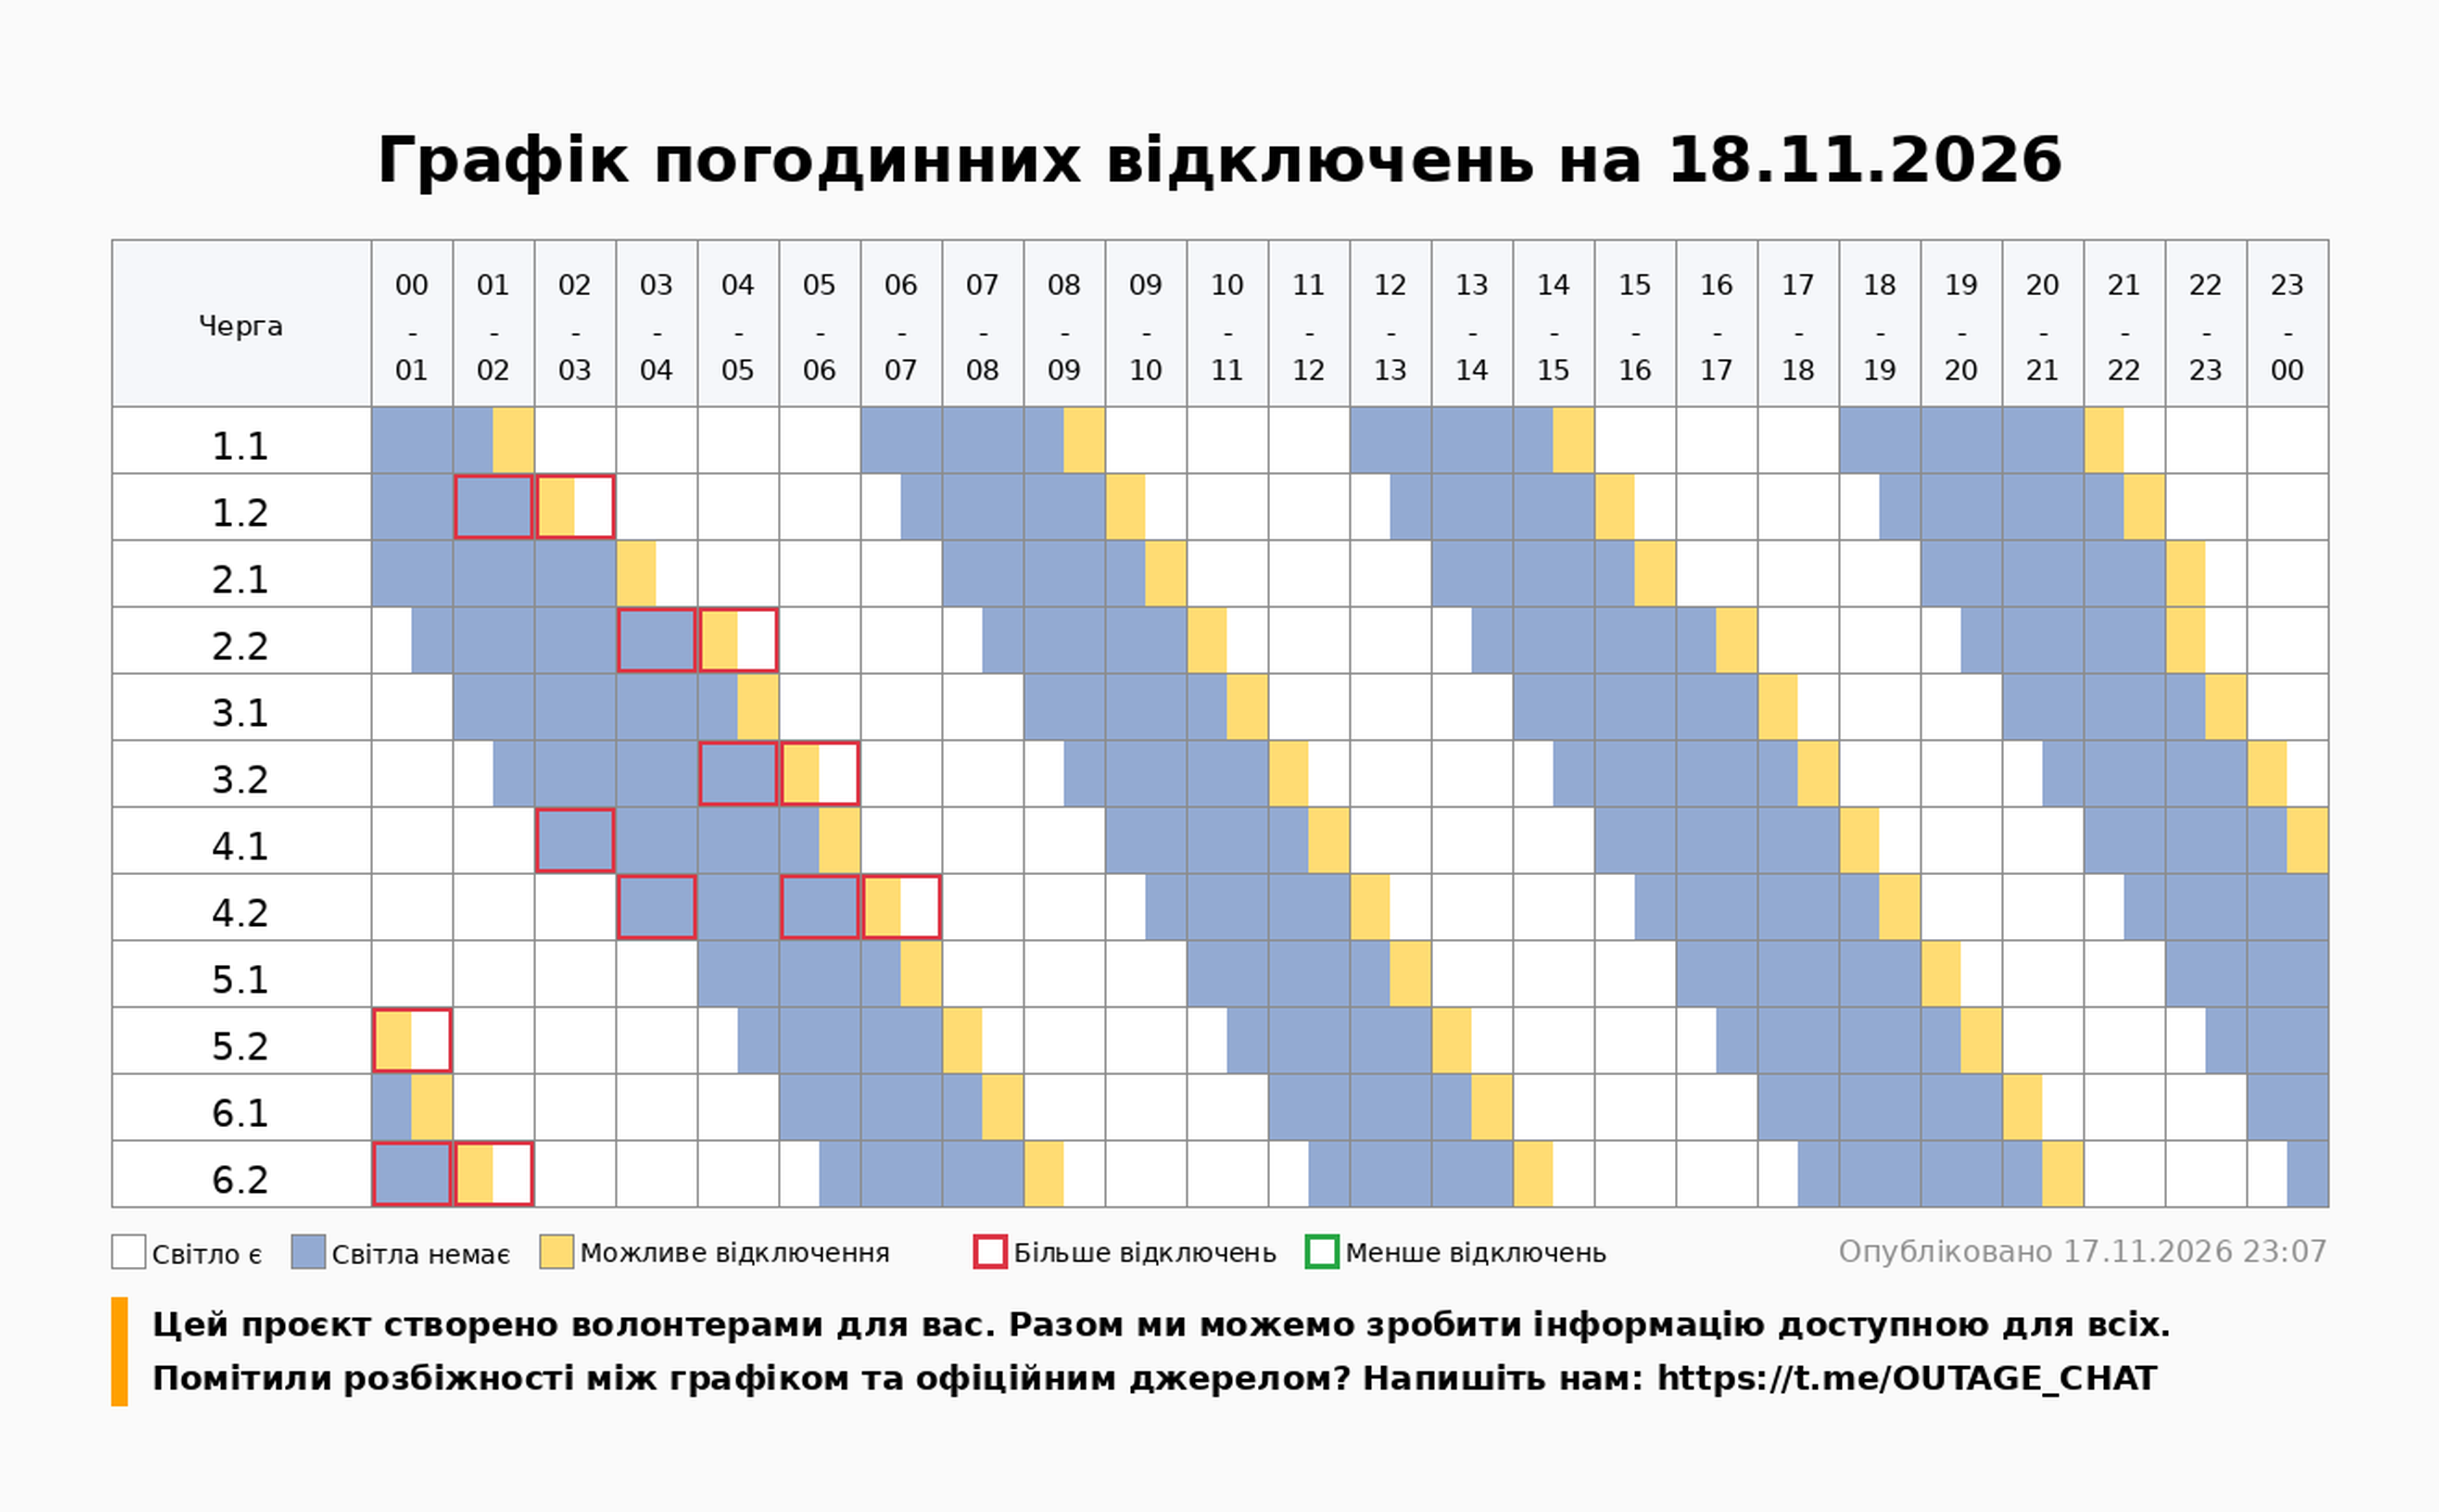 Графік погодинних відключень на 18.11.2026
Черга
00 - 01
01 - 02
02 - 03
03 - 04
04 - 05
05 - 06
06 - 07
07 - 08
08 - 09
09 - 10
10 - 11
11 - 12
12 - 13
13 - 14
14 - 15
15 - 16
16 - 17
17 - 18
18 - 19
19 - 20
20 - 21
21 - 22
22 - 23
23 - 00
1.1
1.2
2.1
2.2
3.1
3.2
4.1
4.2
5.1
5.2
6.1
6.2
Світло є Світла немає Можливе відключення Більше відключень Менше відключень Опубліковано 17.11.2026 23:07
Цей проєкт створено волонтерами для вас. Разом ми можемо зробити інформацію доступною для всіх.
Помітили розбіжності між графіком та офіційним джерелом? Напишіть нам: https://t.me/OUTAGE_CHAT